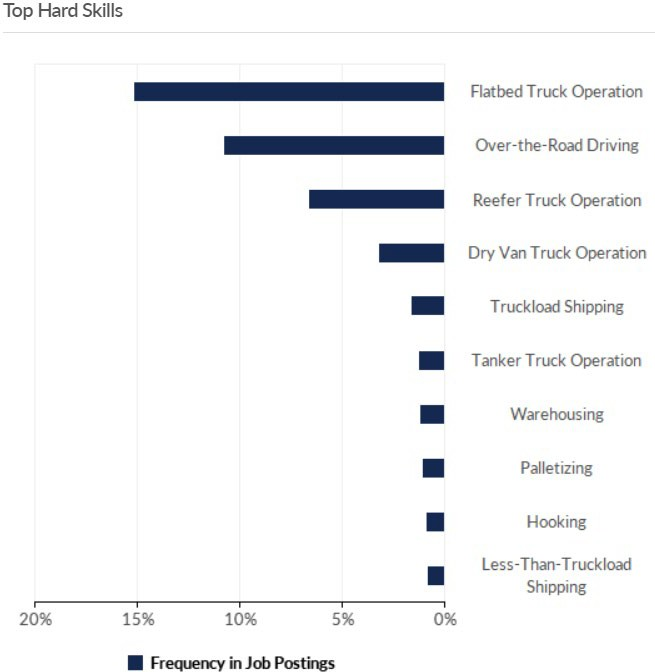 Top Hard Skills
Flatbed Truck Operation
Over-the-Road Driving
Reefer Truck Operation
Dry Van Truck Operation
Truckload Shipping
Tanker Truck Operation
Warehousing
Palletizing
Hooking
Less-Than-Truckload
Shipping
20% 15% 10% 5% 0%
Frequency in Job Postings